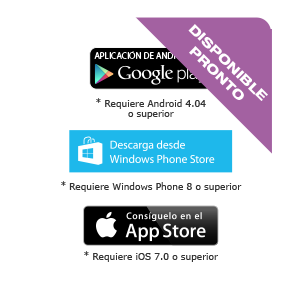 DISPONIBLE
PRONTO
APLICACIÓN DE
Google play
* Requiere Android 4.04
o superior
Descarga desde
Windows Phone Store
* Requiere Windows Phone 8 o superior
Consíguelo en el
App Store
* Requiere iOS 7.0 o superior